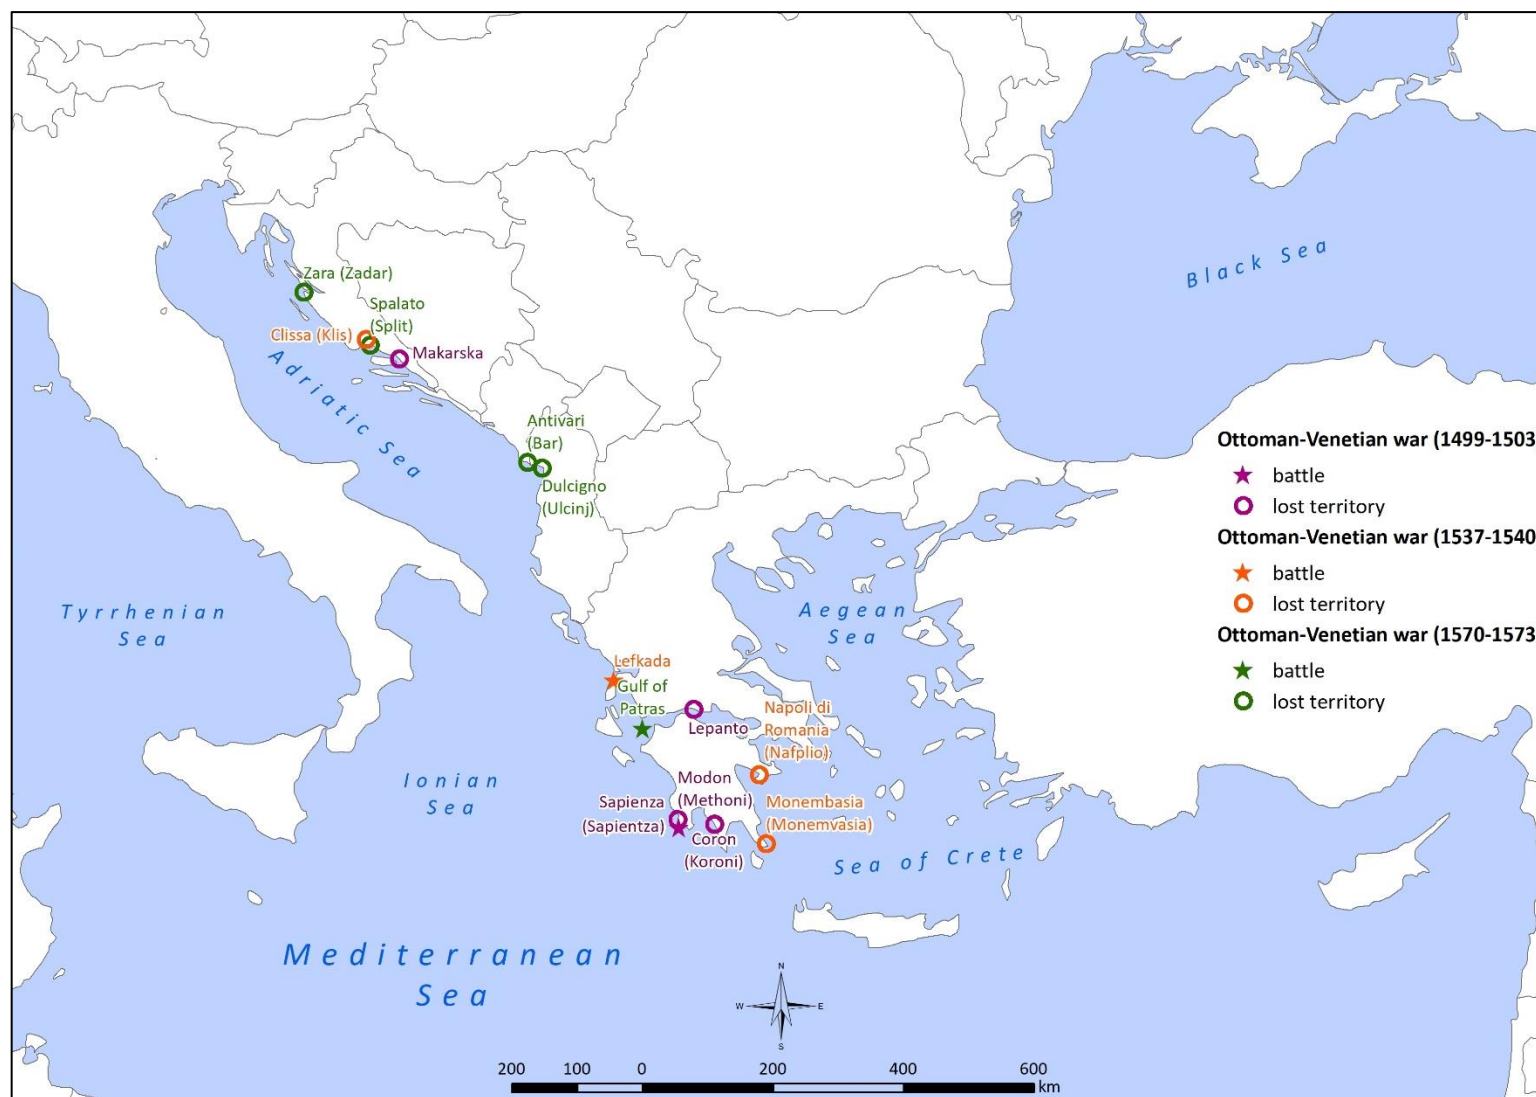 Zara (Zadar)
Spalato
(Split)
Clissa (Klis)
Makarska
Adriatic Sea
Black Sea
Antivari
(Bar)
Dulcigno
(Ulcinj)
Ottoman-Venetian war (1499-1503
battle
lost territory
Ottoman-Venetian war (1537-1540
battle
lost territory
Ottoman-Venetian war (1570-1573
battle
lost territory
Tyrrhenian
Sea
Aegean
Sea
Lefkada
Gulf of
Patras
Lepanto
Napoli di
Romania
(Nafplio)
Ionian
Sea
Modon
(Methoni)
Sapienza
(Sapientza)
Coron
(Koroni)
Monembasia
(Monemvasia)
Sea of Crete
Mediterranean
Sea
N
W E
S
200 100 0 200 400 600
km